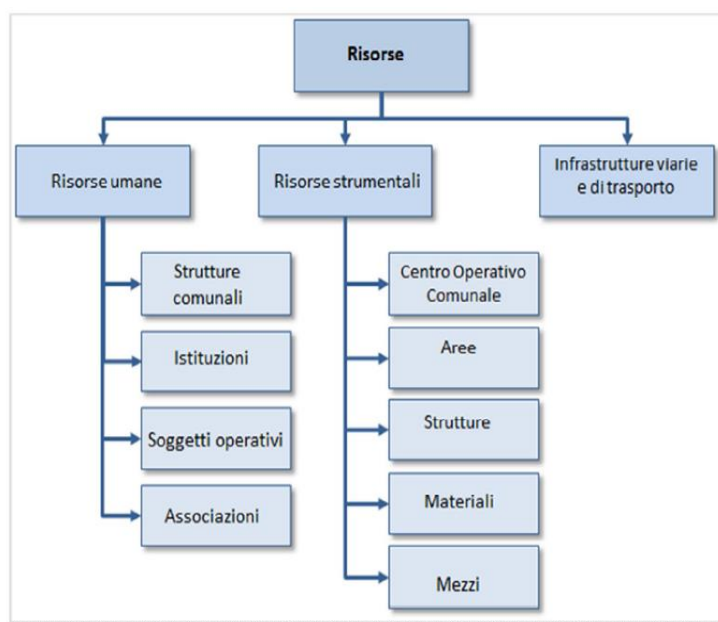 Risorse
Risorse umane
Risorse strumentali
Infrastrutture viarie
e di trasporto
Strutture
comunali
Istituzioni
Soggetti operativi
Associazioni
Centro Operativo
Comunale
Aree
Strutture
Materiali
Mezzi